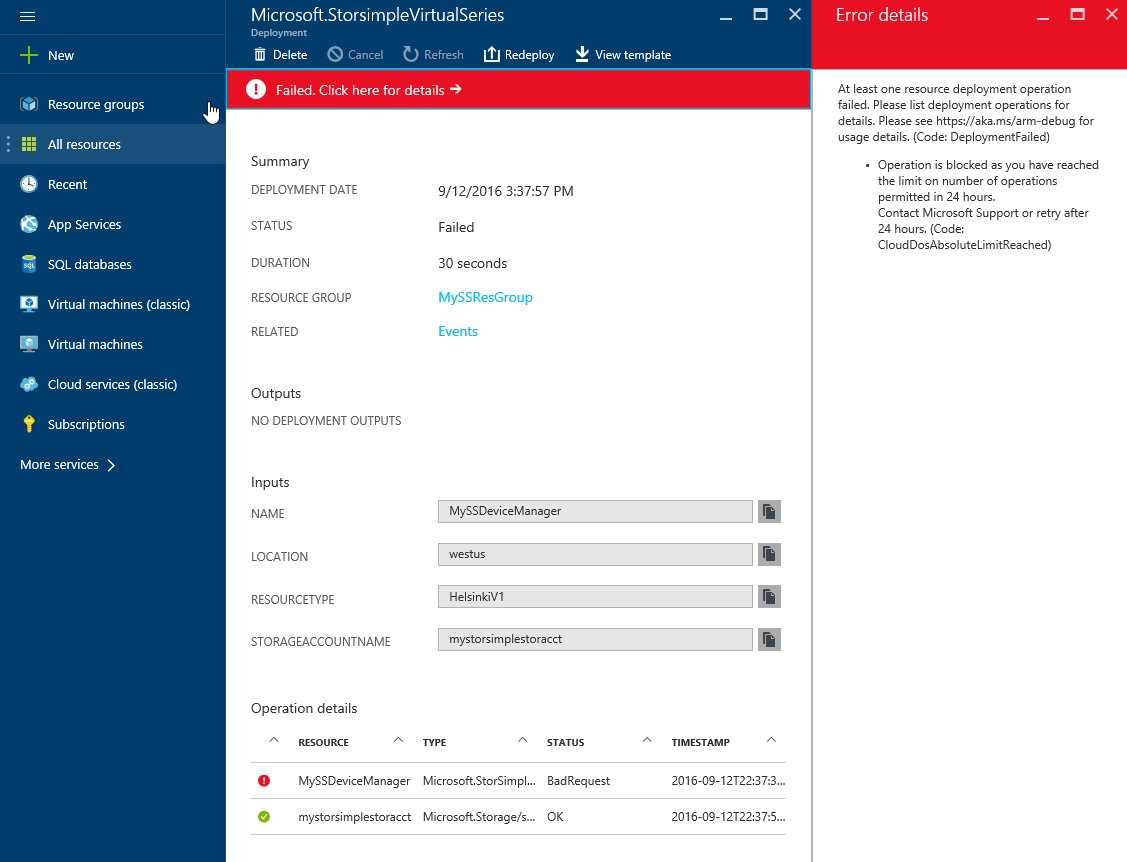 New
Resource groups
All resources
Recent
App Services
SQL databases
Virtual machines (classic)
Virtual machines
Cloud services (classic)
Subscriptions
More services
Microsoft.StorsimpleVirtualSeries
Deployment
Delete Cancel Refresh Redeploy View template
Failed. Click here for details →
Summary
DEPLOYMENT DATE 9/12/2016 3:37:57 PM
STATUS Failed
DURATION 30 seconds
RESOURCE GROUP MySSResGroup
RELATED Events
Outputs
NO DEPLOYMENT OUTPUTS
Inputs
NAME MySSDeviceManager
LOCATION westus
RESOURCETYPE HelsinkiV1
STORAGEACCOUNTNAME mystorsimplestoracct
Operation details
RESOURCE TYPE STATUS TIMESTAMP
MySSDeviceManager Microsoft.StorSimpl... BadRequest 2016-09-12T22:37:3...
mystorsimplestoracct Microsoft.Storage/s... OK 2016-09-12T22:37:5...
Error details
At least one resource deployment operation
failed. Please list deployment operations for
details. Please see https://aka.ms/arm-debug for
usage details. (Code: DeploymentFailed)
• Operation is blocked as you have reached
the limit on number of operations
permitted in 24 hours.
Contact Microsoft Support or retry after
24 hours. (Code:
CloudDosAbsoluteLimitReached)